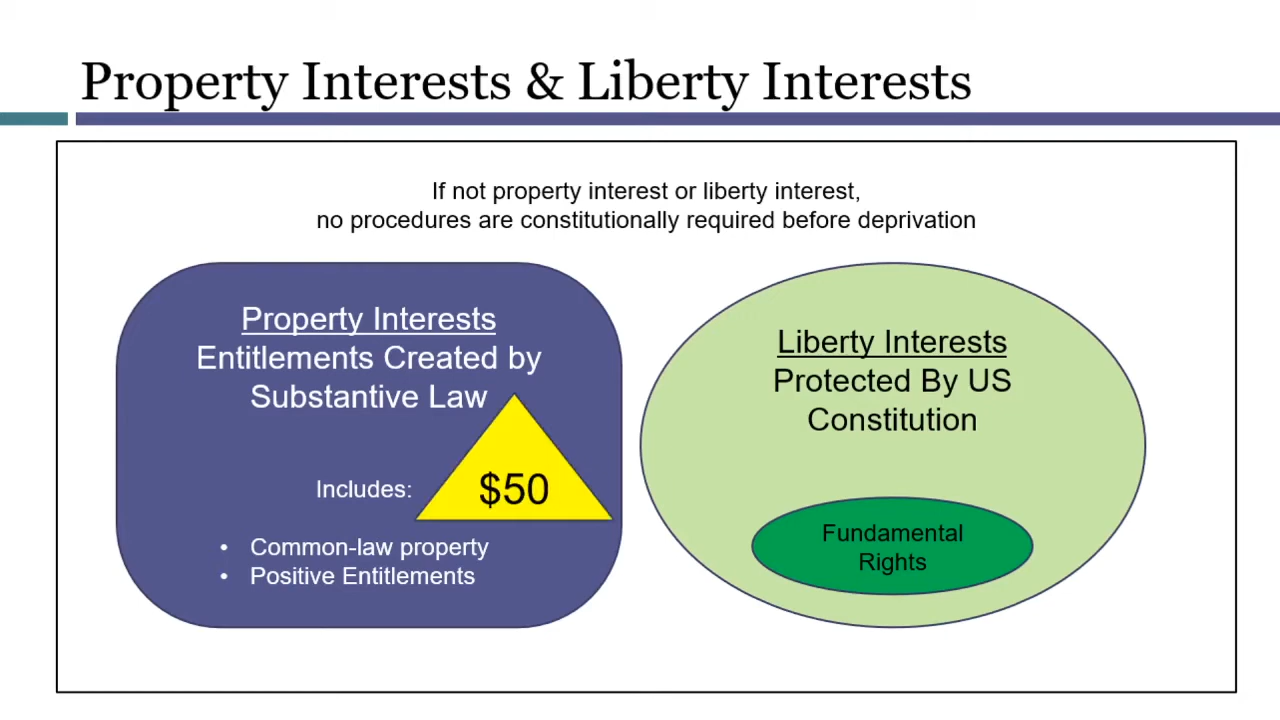 Property Interests & Liberty Interests
If not property interest or liberty interest,
no procedures are constitutionally required before deprivation
Property Interests
Entitlements Created by
Substantive Law
Includes:
$50
• Common-law property
• Positive Entitlements
Liberty Interests
Protected By US
Constitution
Fundamental
Rights